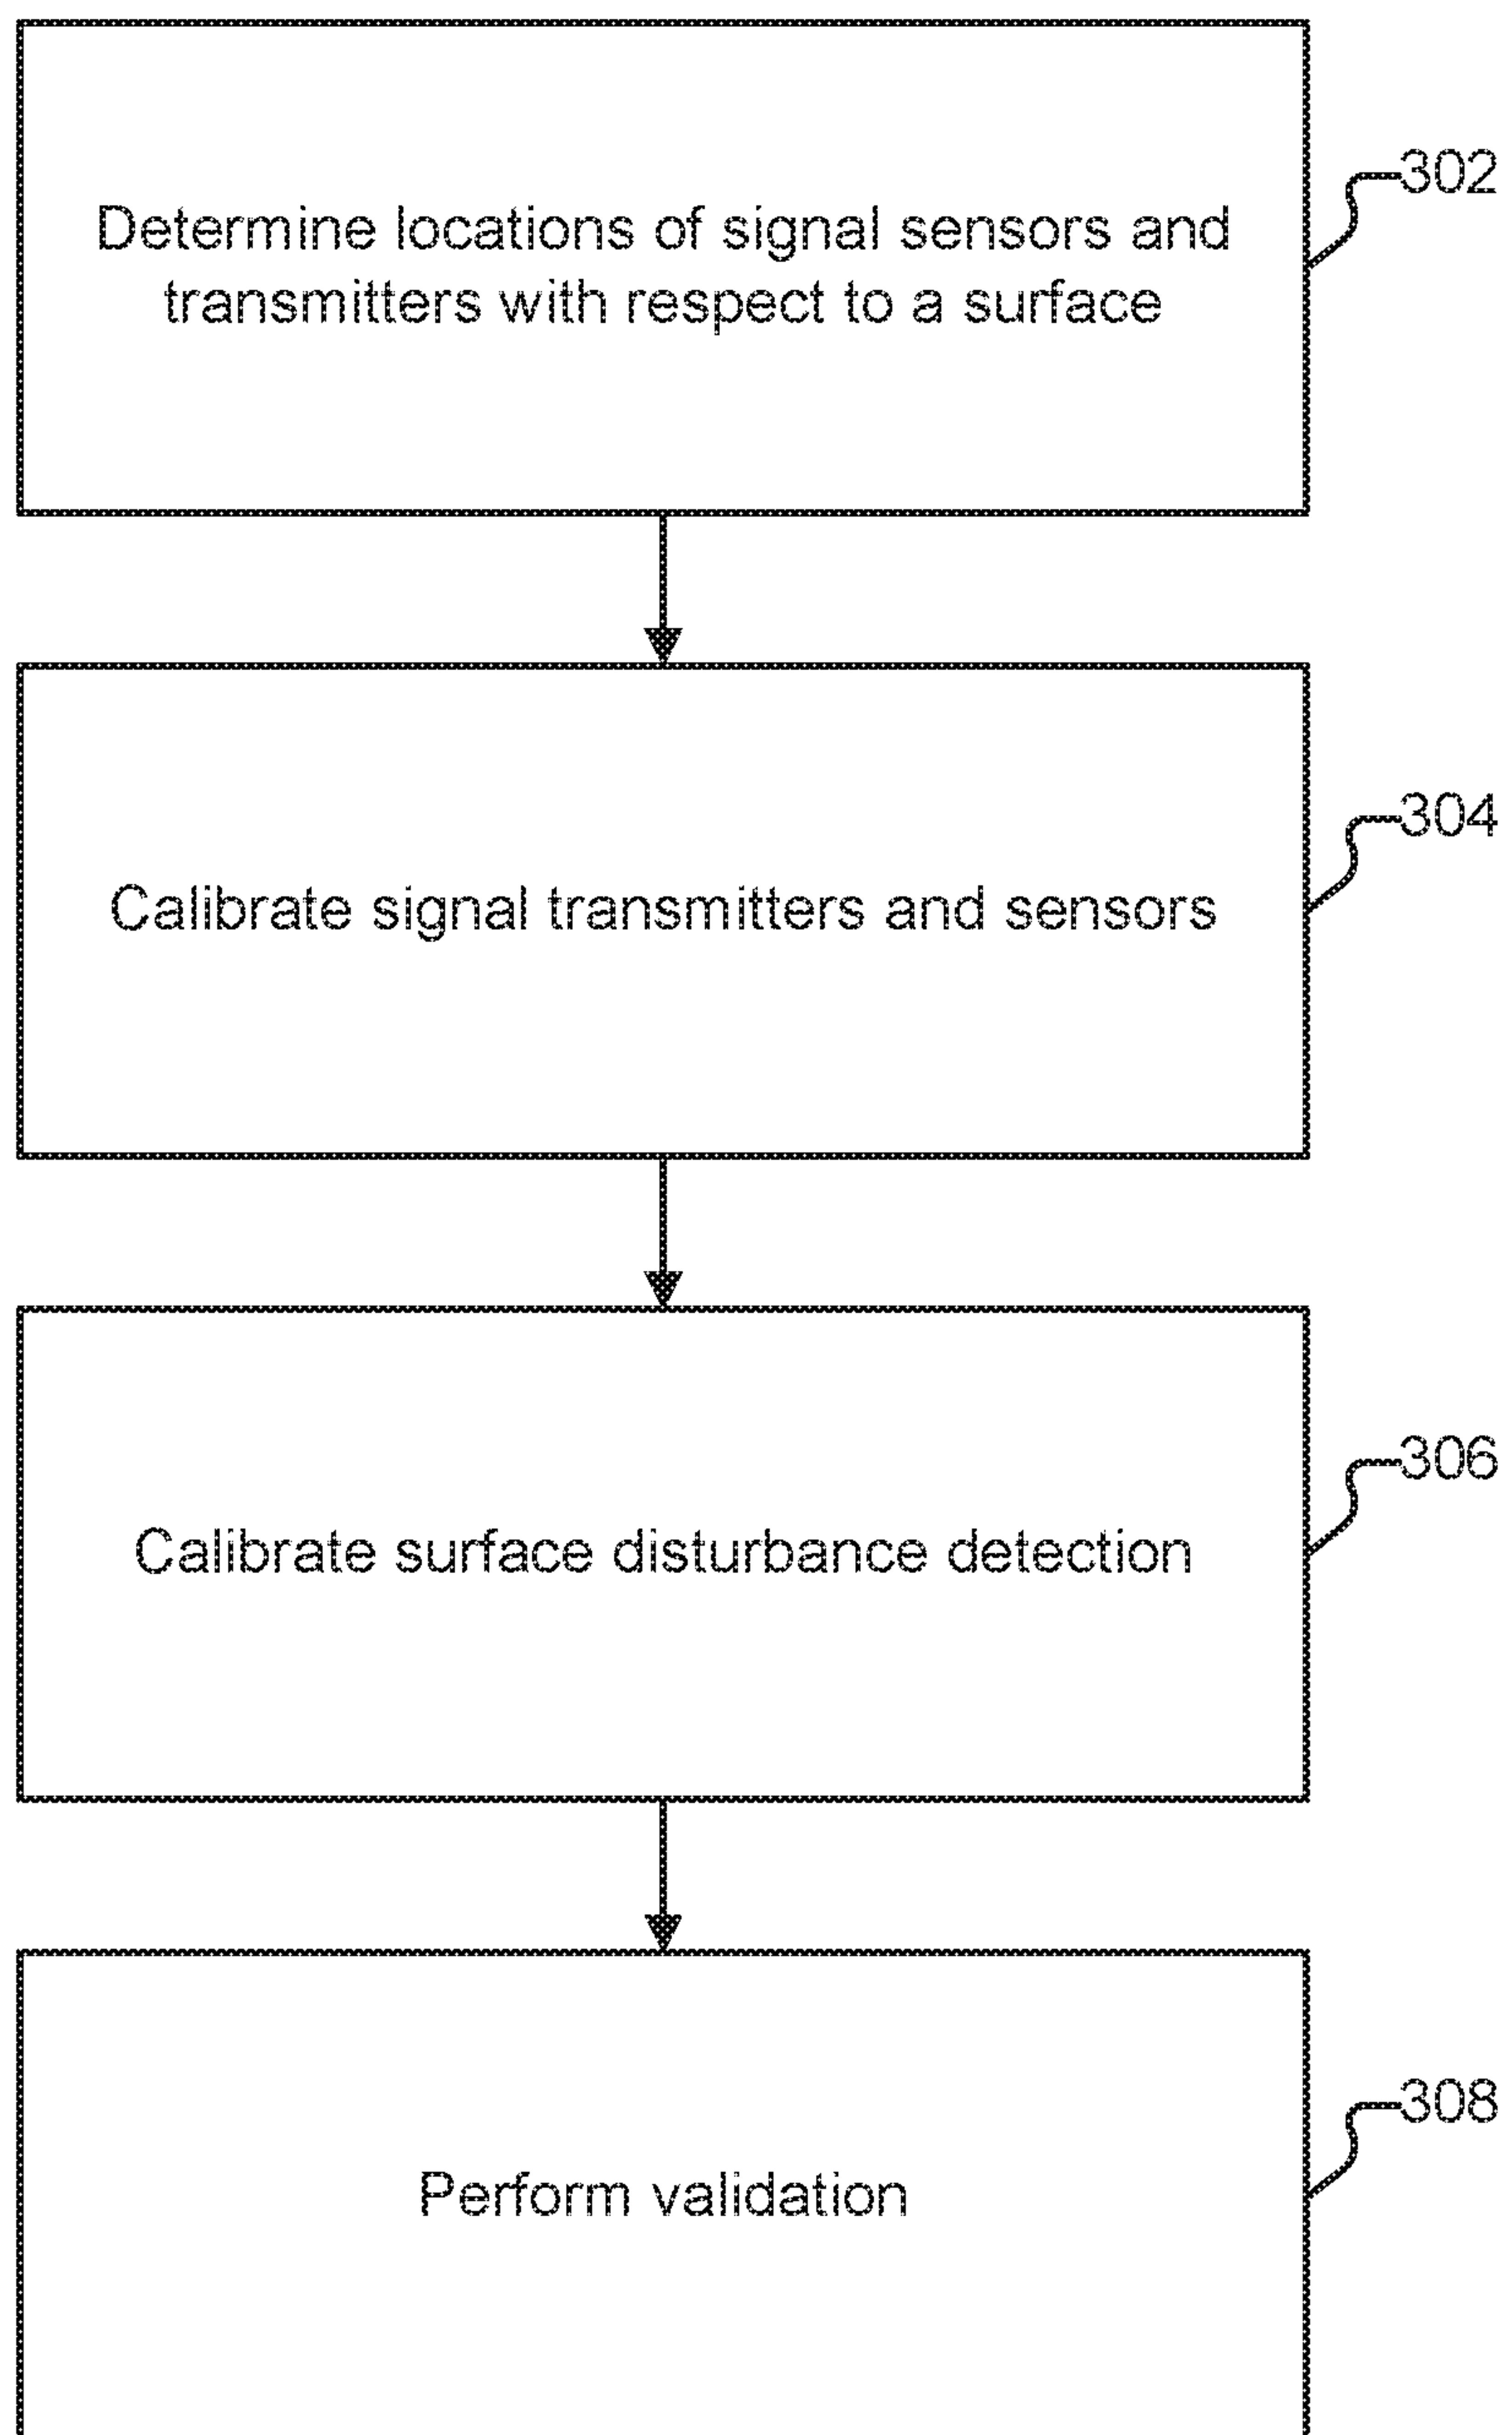 302
Determine locations of signal sensors and
transmitters with respect to a surface
304
Calibrate signal transmitters and sensors
306
Calibrate surface disturbance detection
308
Perform validation